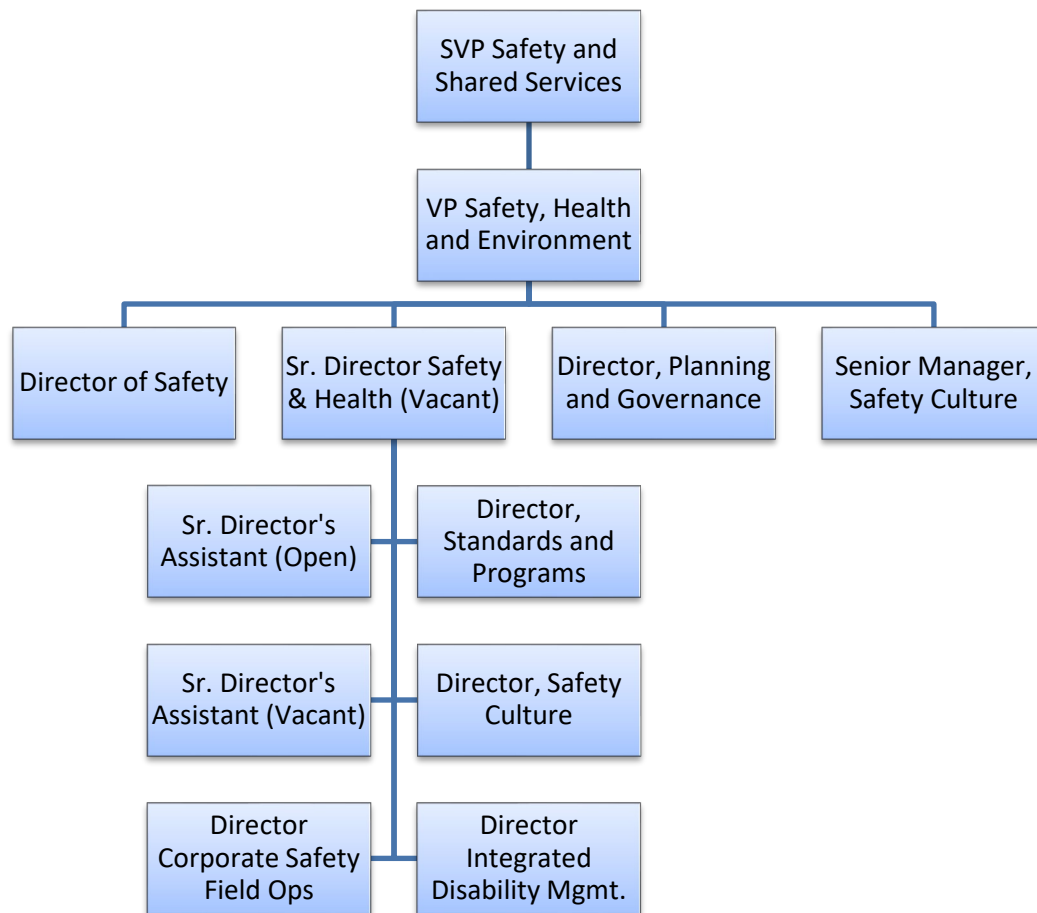 SVP Safety and
Shared Services
VP Safety, Health
and Environment
Director of Safety
Sr. Director Safety
& Health (Vacant)
Director, Planning
and Governance
Senior Manager,
Safety Culture
Sr. Director's
Assistant (Open)
Director,
Standards and
Programs
Sr. Director's
Assistant (Vacant)
Director, Safety
Culture
Director
Corporate Safety
Field Ops
Director
Integrated
Disability Mgmt.